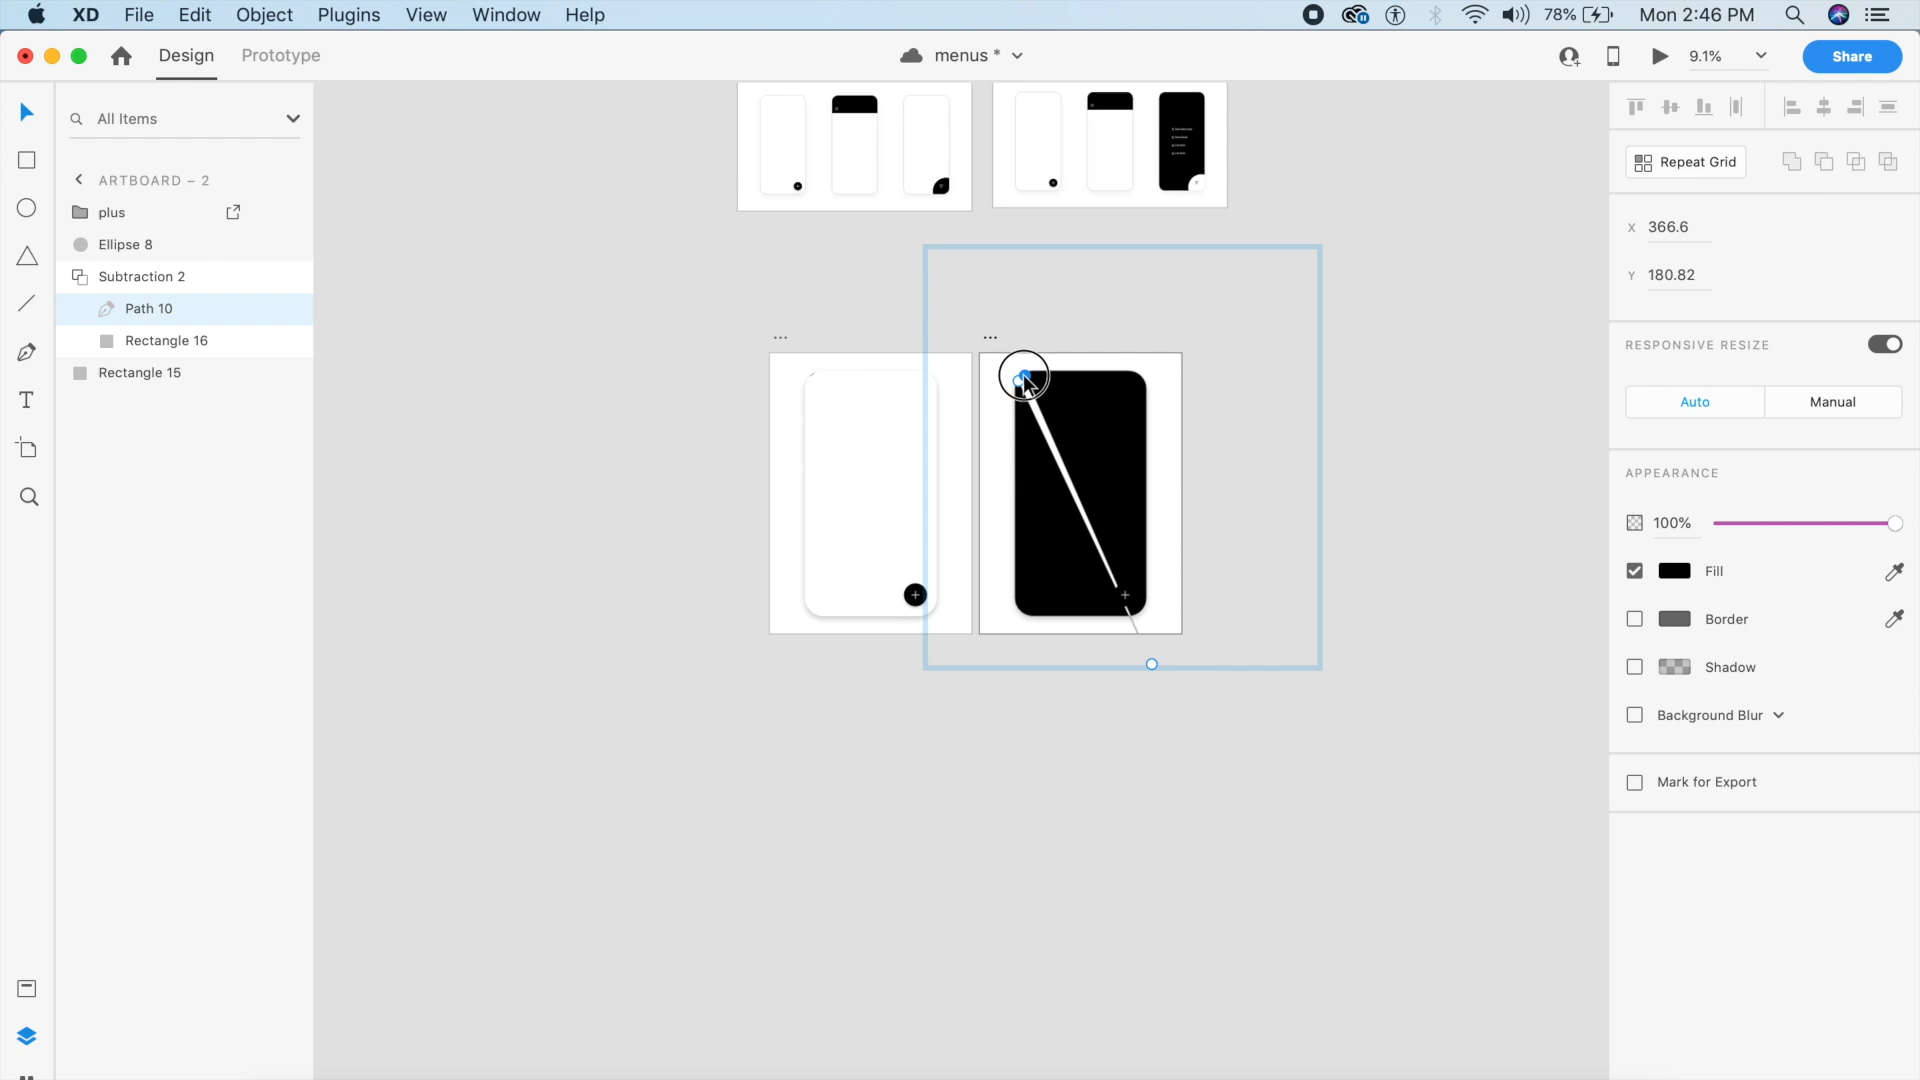 XD File Edit Object Plugins View Window Help 78% Mon 2:46 PM
Design Prototype menus * 9.1% Share
All Items
ARTBOARD – 2
plus
Ellipse 8
Subtraction 2
Path 10
Rectangle 16
Rectangle 15
T
...
...
Repeat Grid
X 366.6
Y 180.82
RESPONSIVE RESIZE
Auto Manual
APPEARANCE
100%
Fill
Border
Shadow
Background Blur
Mark for Export